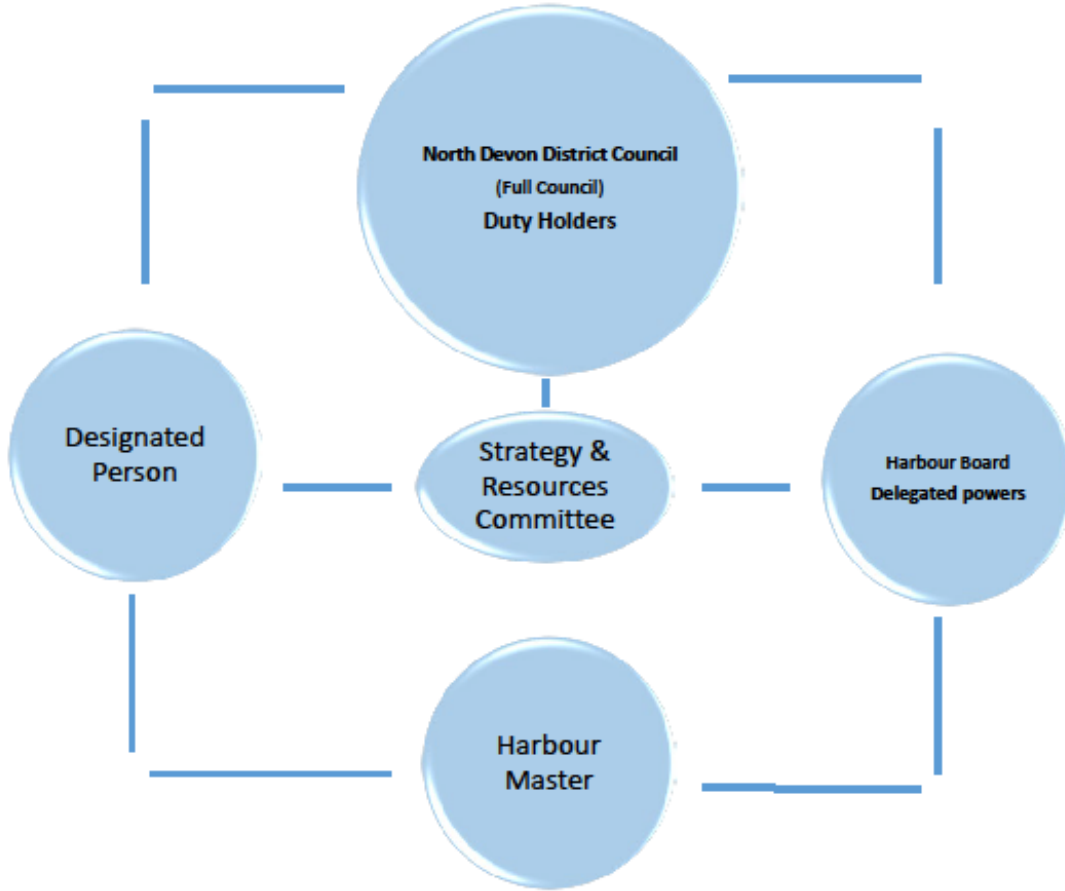 North Devon District Council
(Full Council)
Duty Holders
Designated
Person
Strategy &
Resources
Committee
Harbour Board
Delegated powers
Harbour
Master